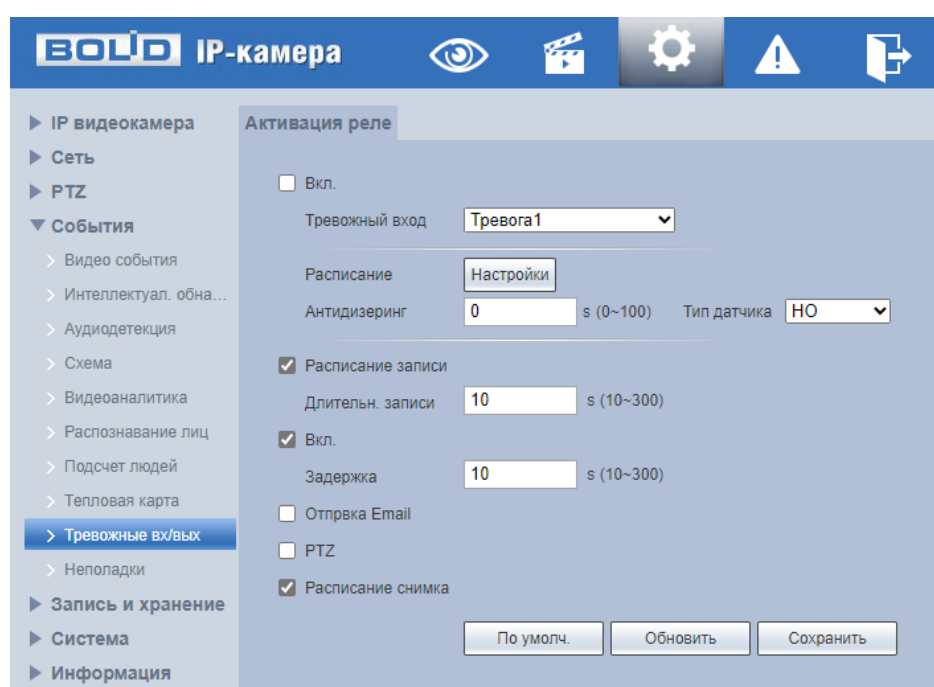 BOLID IP-камера
IP видеокамера
Сеть
PTZ
События
Видео события
Интеллектуал. обна...
Аудиодетекция
Схема
Видеоаналитика
Распознавание лиц
Подсчет людей
Тепловая карта
Тревожные вх/вых
Неполадки
Запись и хранение
Система
Информация
Активация реле
Вкл.
Тревожный вход Тревога1
Расписание Настройки
Антидизеринг 0 s (0~100) Тип датчика НО
Расписание записи
Длительн. записи 10 s (10~300)
Вкл.
Задержка 10 s (10~300)
Отпрвка Email
PTZ
Расписание снимка
По умолч. Обновить Сохранить